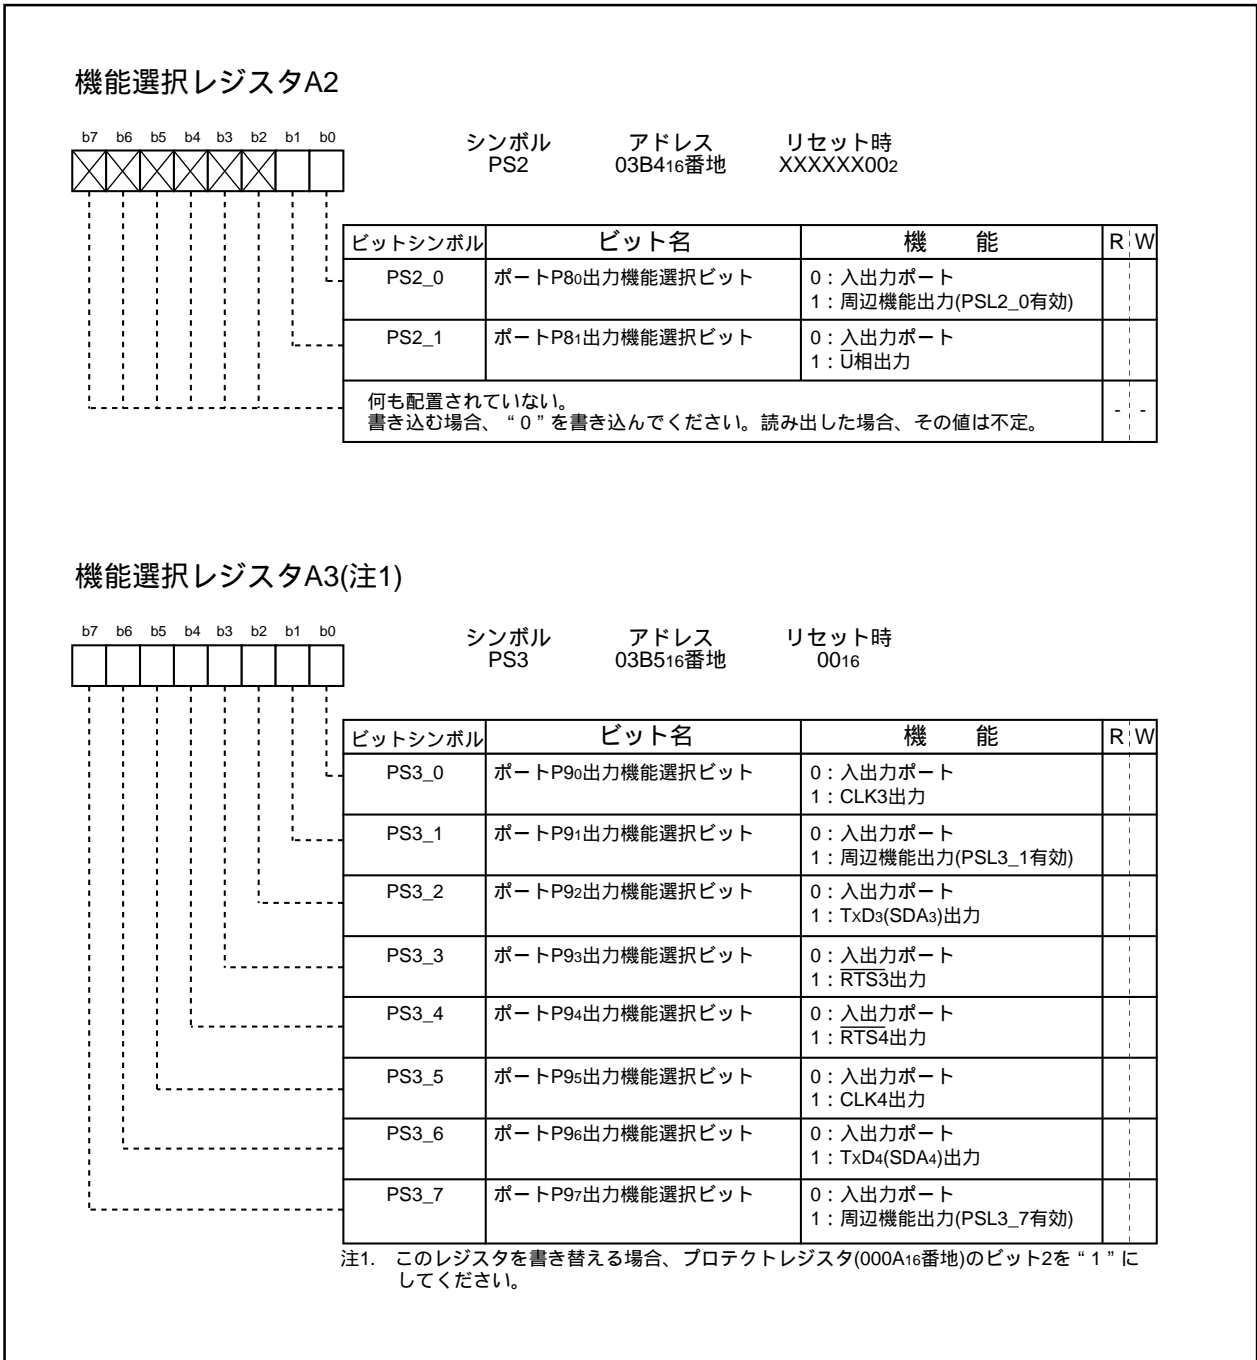 機能選択レジスタA2
b7 b6 b5 b4 b3 b2 b1 b0
シンボル アドレス リセット時
PS2 03B416番地 XXXXXX002
ビットシンボル ビット名 機 能 R W
PS2_0 ポートP80出力機能選択ビット 0：入出力ポート
1：周辺機能出力(PSL2_0有効)
PS2_1 ポートP81出力機能選択ビット 0：入出力ポート
1：U̅相出力
何も配置されていない。
書き込む場合、“0”を書き込んでください。読み出した場合、その値は不定。 - -
機能選択レジスタA3(注1)
b7 b6 b5 b4 b3 b2 b1 b0
シンボル アドレス リセット時
PS3 03B516番地 0016
ビットシンボル ビット名 機 能 R W
PS3_0 ポートP90出力機能選択ビット 0：入出力ポート
1：CLK3出力
PS3_1 ポートP91出力機能選択ビット 0：入出力ポート
1：周辺機能出力(PSL3_1有効)
PS3_2 ポートP92出力機能選択ビット 0：入出力ポート
1：TxD3(SDA3)出力
PS3_3 ポートP93出力機能選択ビット 0：入出力ポート
1：R̅T̅S̅3̅出力
PS3_4 ポートP94出力機能選択ビット 0：入出力ポート
1：R̅T̅S̅4̅出力
PS3_5 ポートP95出力機能選択ビット 0：入出力ポート
1：CLK4出力
PS3_6 ポートP96出力機能選択ビット 0：入出力ポート
1：TxD4(SDA4)出力
PS3_7 ポートP97出力機能選択ビット 0：入出力ポート
1：周辺機能出力(PSL3_7有効)
注1. このレジスタを書き替える場合、プロテクトレジスタ(000A16番地)のビット2を“1”に
してください。